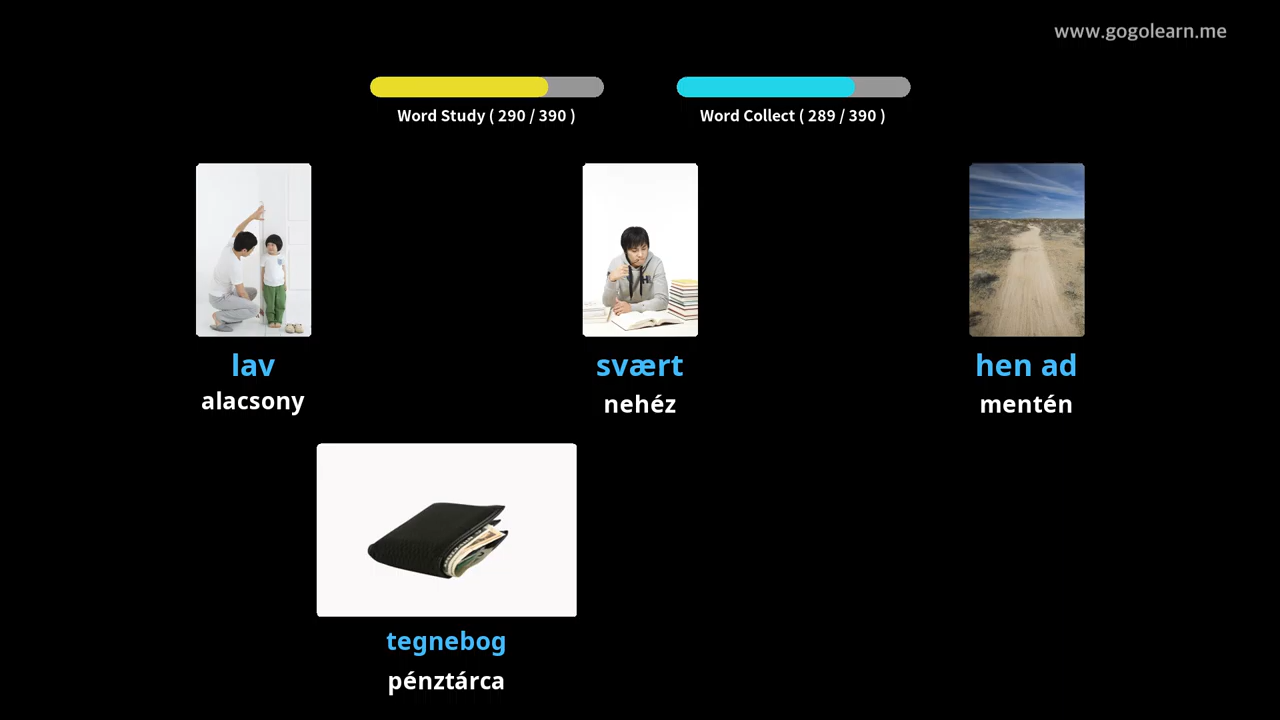 www.gogolearn.me
Word Study ( 290 / 390 )
Word Collect ( 289 / 390 )
lav
alacsony
svært
nehéz
hen ad
mentén
tegnebog
pénztárca